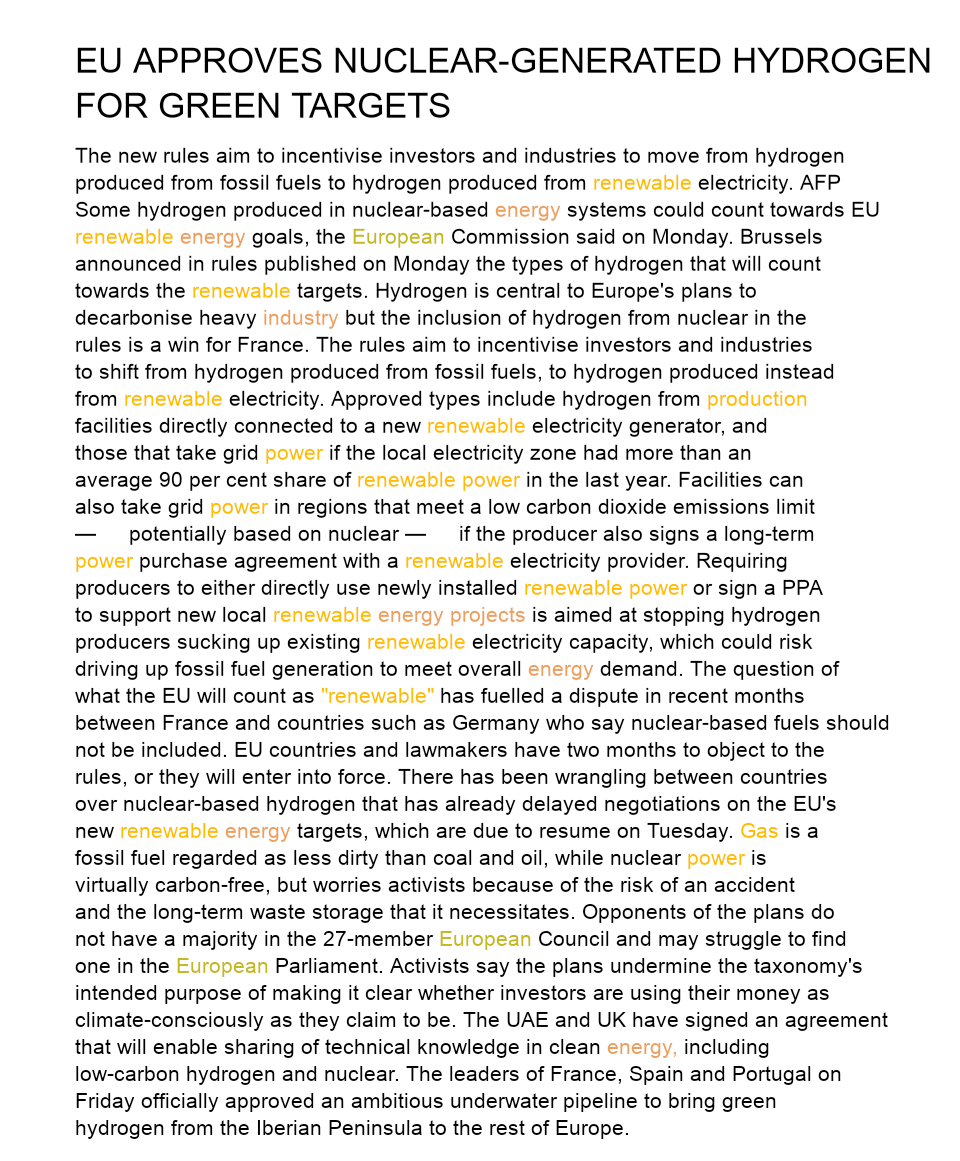 EU APPROVES NUCLEAR-GENERATED HYDROGEN
FOR GREEN TARGETS
The new rules aim to incentivise investors and industries to move from hydrogen
produced from fossil fuels to hydrogen produced from renewable electricity. AFP
Some hydrogen produced in nuclear-based energy systems could count towards EU
renewable energy goals, the European Commission said on Monday. Brussels
announced in rules published on Monday the types of hydrogen that will count
towards the renewable targets. Hydrogen is central to Europe's plans to
decarbonise heavy industry but the inclusion of hydrogen from nuclear in the
rules is a win for France. The rules aim to incentivise investors and industries
to shift from hydrogen produced from fossil fuels, to hydrogen produced instead
from renewable electricity. Approved types include hydrogen from production
facilities directly connected to a new renewable electricity generator, and
those that take grid power if the local electricity zone had more than an
average 90 per cent share of renewable power in the last year. Facilities can
also take grid power in regions that meet a low carbon dioxide emissions limit
— potentially based on nuclear — if the producer also signs a long-term
power purchase agreement with a renewable electricity provider. Requiring
producers to either directly use newly installed renewable power or sign a PPA
to support new local renewable energy projects is aimed at stopping hydrogen
producers sucking up existing renewable electricity capacity, which could risk
driving up fossil fuel generation to meet overall energy demand. The question of
what the EU will count as "renewable" has fuelled a dispute in recent months
between France and countries such as Germany who say nuclear-based fuels should
not be included. EU countries and lawmakers have two months to object to the
rules, or they will enter into force. There has been wrangling between countries
over nuclear-based hydrogen that has already delayed negotiations on the EU's
new renewable energy targets, which are due to resume on Tuesday. Gas is a
fossil fuel regarded as less dirty than coal and oil, while nuclear power is
virtually carbon-free, but worries activists because of the risk of an accident
and the long-term waste storage that it necessitates. Opponents of the plans do
not have a majority in the 27-member European Council and may struggle to find
one in the European Parliament. Activists say the plans undermine the taxonomy's
intended purpose of making it clear whether investors are using their money as
climate-consciously as they claim to be. The UAE and UK have signed an agreement
that will enable sharing of technical knowledge in clean energy, including
low-carbon hydrogen and nuclear. The leaders of France, Spain and Portugal on
Friday officially approved an ambitious underwater pipeline to bring green
hydrogen from the Iberian Peninsula to the rest of Europe.